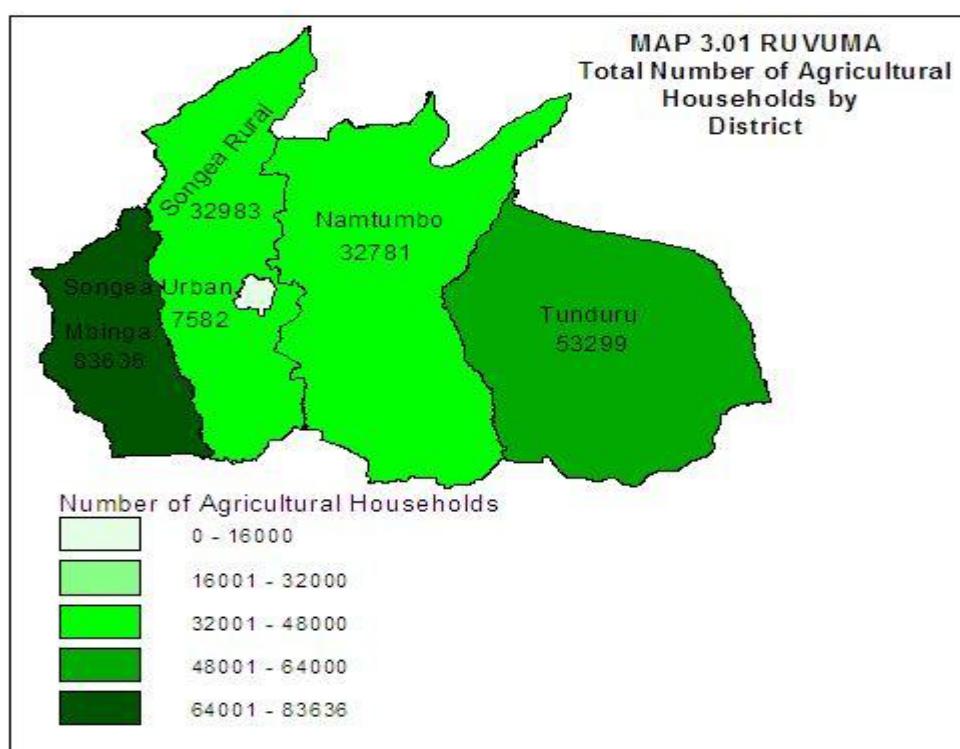 MAP 3.01 RUVUMA
Total Number of Agricultural
Households by
District
Songea Rural
32983
Namtumbo
32781
Songea Urban
7582
Mbinga
83636
Tunduru
53299
Number of Agricultural Households
0 - 16000
16001 - 32000
32001 - 48000
48001 - 64000
64001 - 83636